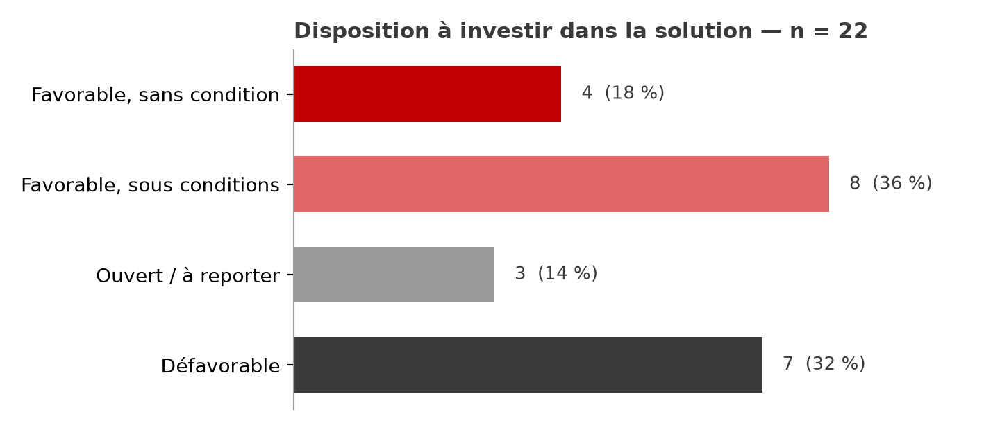 Disposition à investir dans la solution — n = 22
Favorable, sans condition 4 (18 %)
Favorable, sous conditions 8 (36 %)
Ouvert / à reporter 3 (14 %)
Défavorable 7 (32 %)